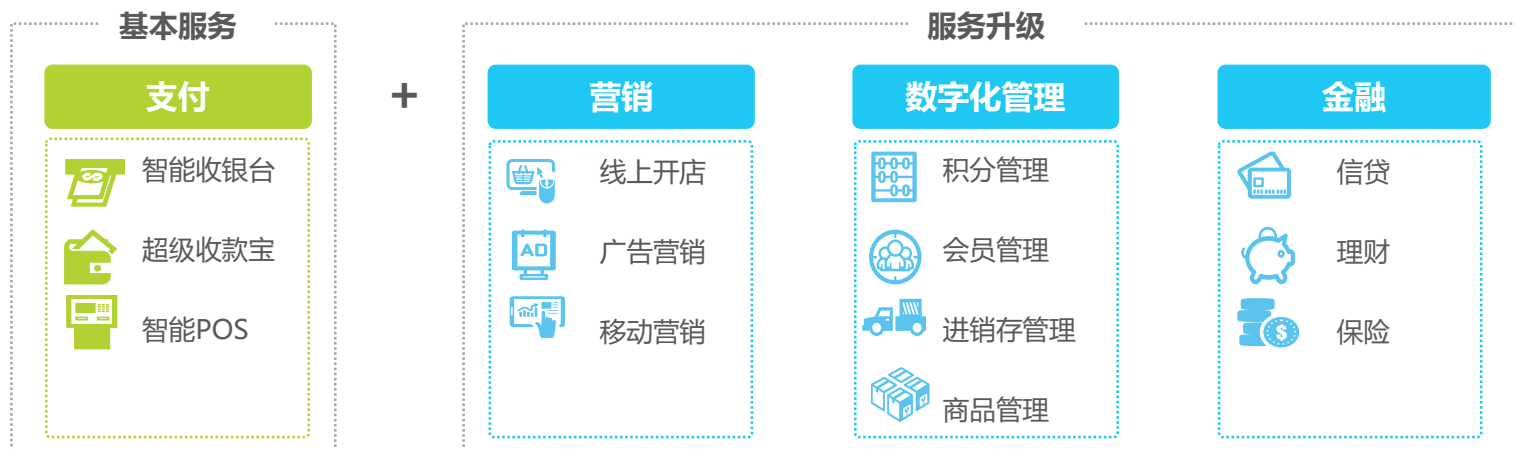 基本服务
服务升级
支付
+
营销
数字化管理
金融
智能收银台
超级收款宝
智能POS
线上开店
AD
广告营销
移动营销
积分管理
会员管理
进销存管理
商品管理
信贷
理财
保险